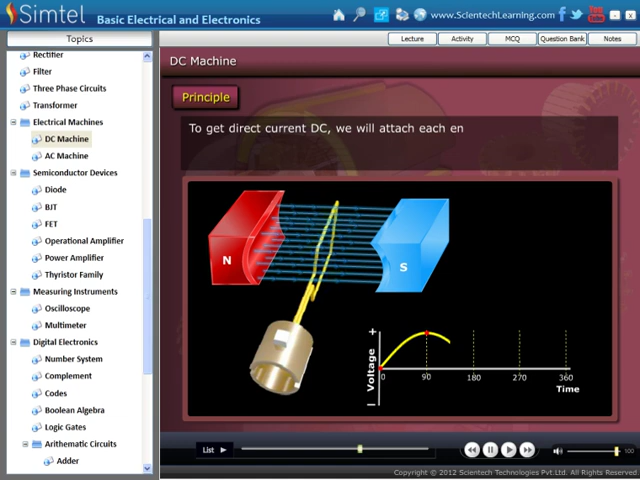 Simtel Basic Electrical and Electronics
www.ScientechLearning.com
Topics
Lecture
Activity
MCQ
Question Bank
Notes
Rectifier
Filter
Three Phase Circuits
Transformer
Electrical Machines
DC Machine
AC Machine
Semiconductor Devices
Diode
BJT
FET
Operational Amplifier
Power Amplifier
Thyristor Family
Measuring Instruments
Oscilloscope
Multimeter
Digital Electronics
Number System
Complement
Codes
Boolean Algebra
Logic Gates
Arithematic Circuits
Adder
DC Machine
Principle
To get direct current DC, we will attach each en
N
S
Voltage
+
0 90 180 270 360
Time
List
100
Copyright © 2012 Scientech Technologies Pvt.Ltd. All Rights Reserved.